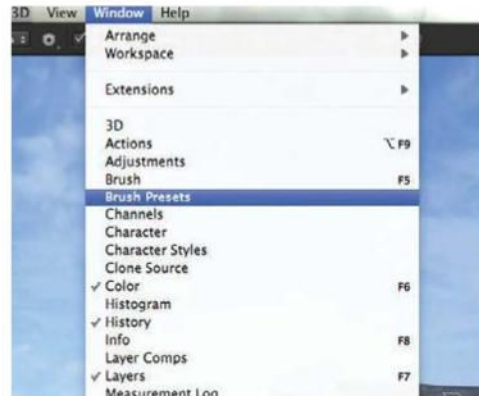 3D View Window Help
Arrange
Workspace
Extensions
3D
Actions ⌥ F9
Adjustments
Brush F5
Brush Presets
Channels
Character
Character Styles
Clone Source
✓ Color F6
Histogram
✓ History
Info F8
Layer Comps
✓ Layers F7
Measurement Log